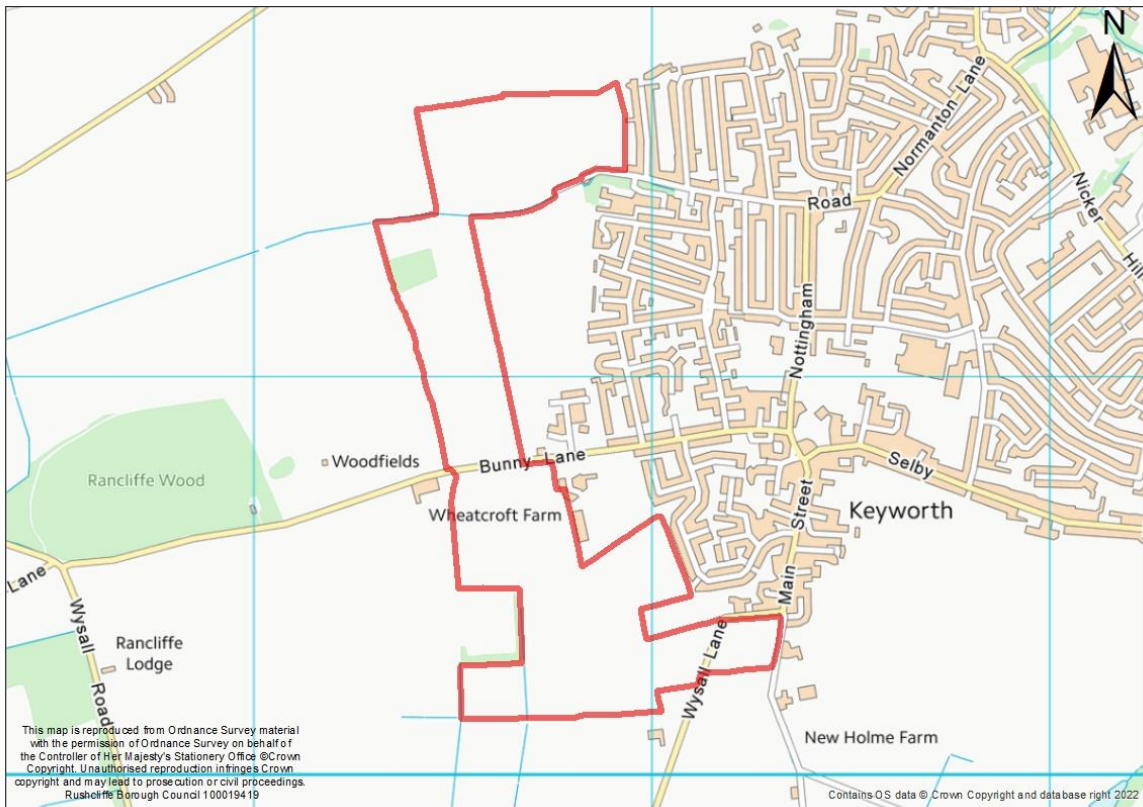 N
Normanton Lane
Road
Nicker
Hill
Nottingham
Bunny Lane
Woodfields
Rancliffe Wood
Selby
Wheatcroft Farm
Street
Keyworth
Main
Lane
Wysall
Road
Rancliffe
Lodge
Wysall Lane
New Holme Farm
This map is reproduced from Ordnance Survey material
with the permission of Ordnance Survey on behalf of
the Controller of Her Majesty's Stationery Office ©Crown
Copyright. Unauthorised reproduction infringes Crown
copyright and may lead to prosecution or civil proceedings.
Rushcliffe Borough Council 100019419
Contains OS data © Crown Copyright and database right 2022